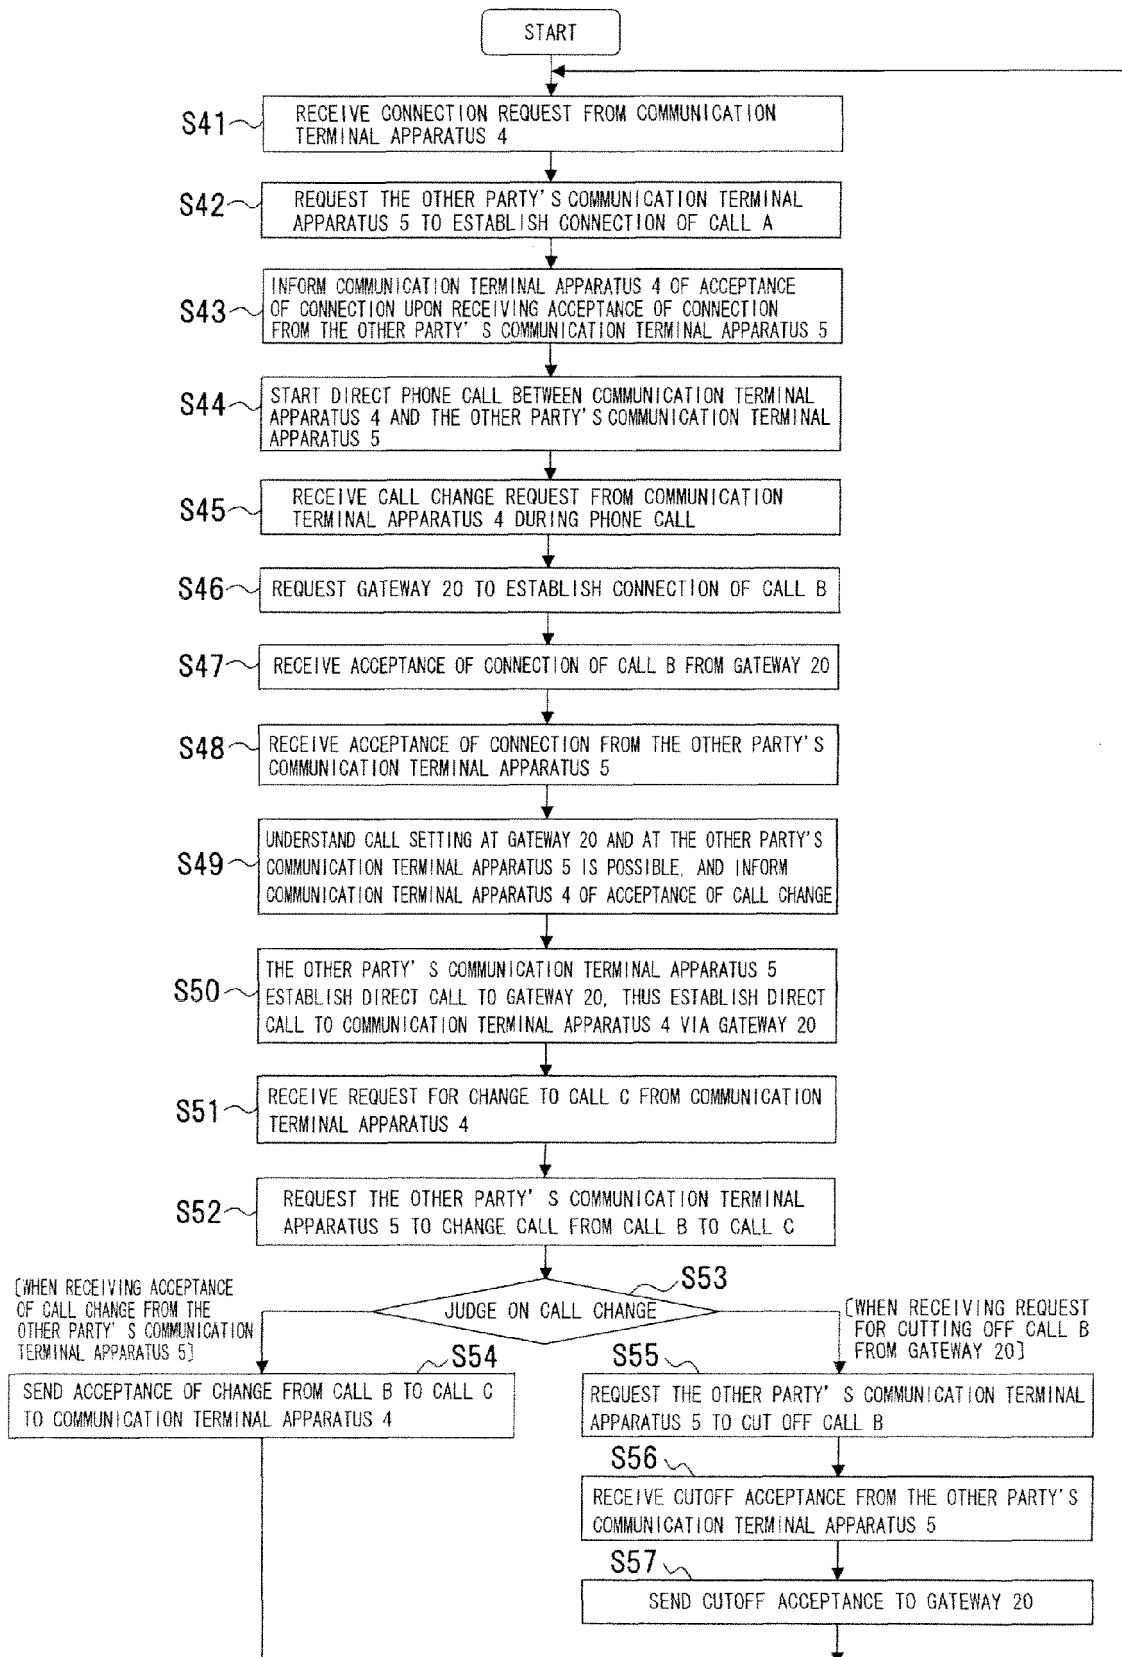 START
S41
RECEIVE CONNECTION REQUEST FROM COMMUNICATION
TERMINAL APPARATUS 4
S42
REQUEST THE OTHER PARTY'S COMMUNICATION TERMINAL
APPARATUS 5 TO ESTABLISH CONNECTION OF CALL A
S43
INFORM COMMUNICATION TERMINAL APPARATUS 4 OF ACCEPTANCE
OF CONNECTION UPON RECEIVING ACCEPTANCE OF CONNECTION
FROM THE OTHER PARTY' S COMMUNICATION TERMINAL APPARATUS 5
S44
START DIRECT PHONE CALL BETWEEN COMMUNICATION TERMINAL
APPARATUS 4 AND THE OTHER PARTY'S COMMUNICATION TERMINAL
APPARATUS 5
S45
RECEIVE CALL CHANGE REQUEST FROM COMMUNICATION
TERMINAL APPARATUS 4 DURING PHONE CALL
S46
REQUEST GATEWAY 20 TO ESTABLISH CONNECTION OF CALL B
S47
RECEIVE ACCEPTANCE OF CONNECTION OF CALL B FROM GATEWAY 20
S48
RECEIVE ACCEPTANCE OF CONNECTION FROM THE OTHER PARTY'S
COMMUNICATION TERMINAL APPARATUS 5
S49
UNDERSTAND CALL SETTING AT GATEWAY 20 AND AT THE OTHER PARTY'S
COMMUNICATION TERMINAL APPARATUS 5 IS POSSIBLE, AND INFORM
COMMUNICATION TERMINAL APPARATUS 4 OF ACCEPTANCE OF CALL CHANGE
S50
THE OTHER PARTY' S COMMUNICATION TERMINAL APPARATUS 5
ESTABLISH DIRECT CALL TO GATEWAY 20, THUS ESTABLISH DIRECT
CALL TO COMMUNICATION TERMINAL APPARATUS 4 VIA GATEWAY 20
S51
RECEIVE REQUEST FOR CHANGE TO CALL C FROM COMMUNICATION
TERMINAL APPARATUS 4
S52
REQUEST THE OTHER PARTY' S COMMUNICATION TERMINAL
APPARATUS 5 TO CHANGE CALL FROM CALL B TO CALL C
S53
JUDGE ON CALL CHANGE
[WHEN RECEIVING ACCEPTANCE
OF CALL CHANGE FROM THE
OTHER PARTY' S COMMUNICATION
TERMINAL APPARATUS 5]
S54
SEND ACCEPTANCE OF CHANGE FROM CALL B TO CALL C
TO COMMUNICATION TERMINAL APPARATUS 4
[WHEN RECEIVING REQUEST
FOR CUTTING OFF CALL B
FROM GATEWAY 20]
S55
REQUEST THE OTHER PARTY' S COMMUNICATION TERMINAL
APPARATUS 5 TO CUT OFF CALL B
S56
RECEIVE CUTOFF ACCEPTANCE FROM THE OTHER PARTY'S
COMMUNICATION TERMINAL APPARATUS 5
S57
SEND CUTOFF ACCEPTANCE TO GATEWAY 20